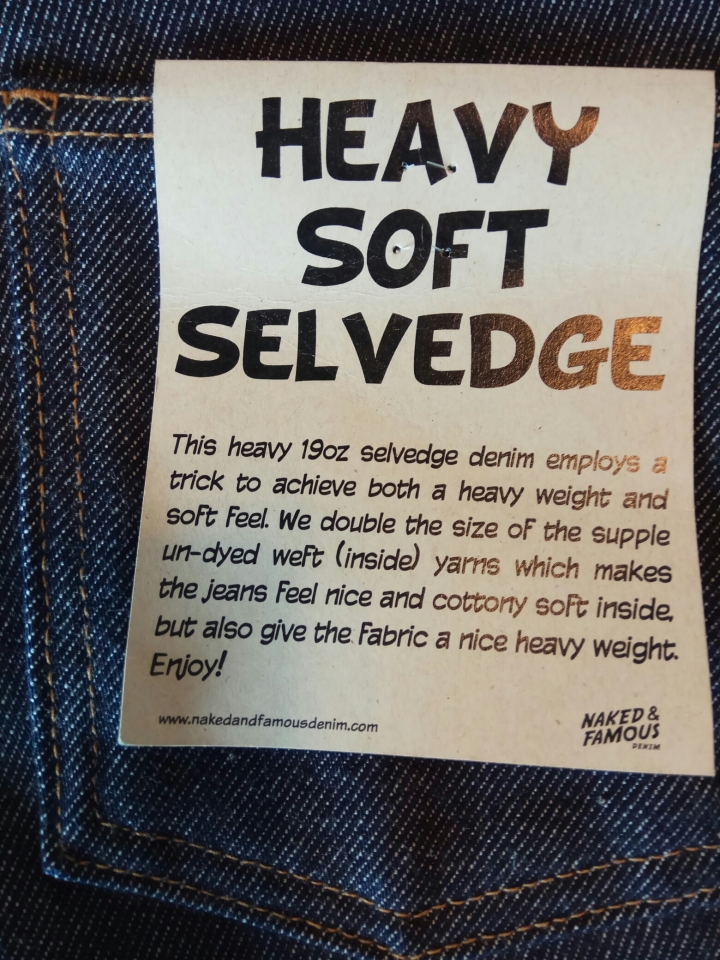 HEAVY
SOFT
SELVEDGE
This heavy 19oz selvedge denim employs a
trick to achieve both a heavy weight and
soft feel. We double the size of the supple
un-dyed weft (inside) yarns which makes
the jeans feel nice and cottony soft inside,
but also give the fabric a nice heavy weight.
Enjoy!
www.nakedandfamousdenim.com
NAKED &
FAMOUS
DENIM